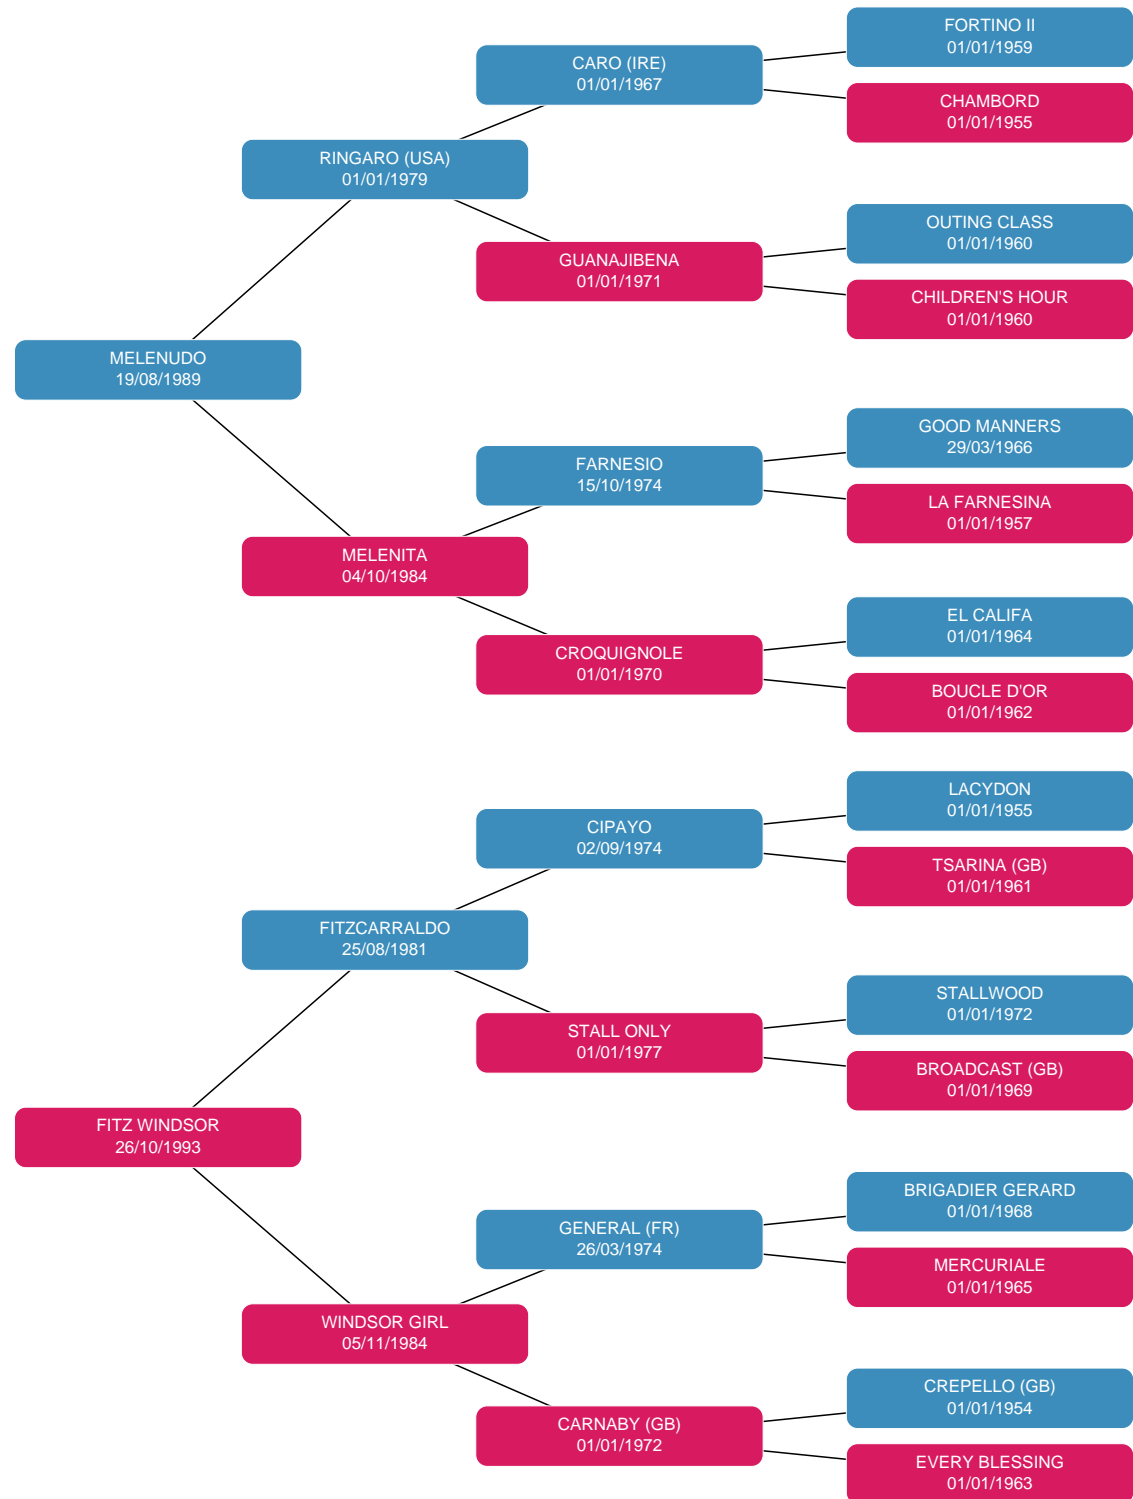 FORTINO II
01/01/1959
CARO (IRE)
01/01/1967
CHAMBORD
01/01/1955
RINGARO (USA)
01/01/1979
OUTING CLASS
01/01/1960
GUANAJIBENA
01/01/1971
CHILDREN'S HOUR
01/01/1960
MELENUDO
19/08/1989
GOOD MANNERS
29/03/1966
FARNESIO
15/10/1974
LA FARNESINA
01/01/1957
MELENITA
04/10/1984
EL CALIFA
01/01/1964
CROQUIGNOLE
01/01/1970
BOUCLE D'OR
01/01/1962
LACYDON
01/01/1955
CIPAYO
02/09/1974
TSARINA (GB)
01/01/1961
FITZCARRALDO
25/08/1981
STALLWOOD
01/01/1972
STALL ONLY
01/01/1977
BROADCAST (GB)
01/01/1969
FITZ WINDSOR
26/10/1993
BRIGADIER GERARD
01/01/1968
GENERAL (FR)
26/03/1974
MERCURIALE
01/01/1965
WINDSOR GIRL
05/11/1984
CREPELLO (GB)
01/01/1954
CARNABY (GB)
01/01/1972
EVERY BLESSING
01/01/1963